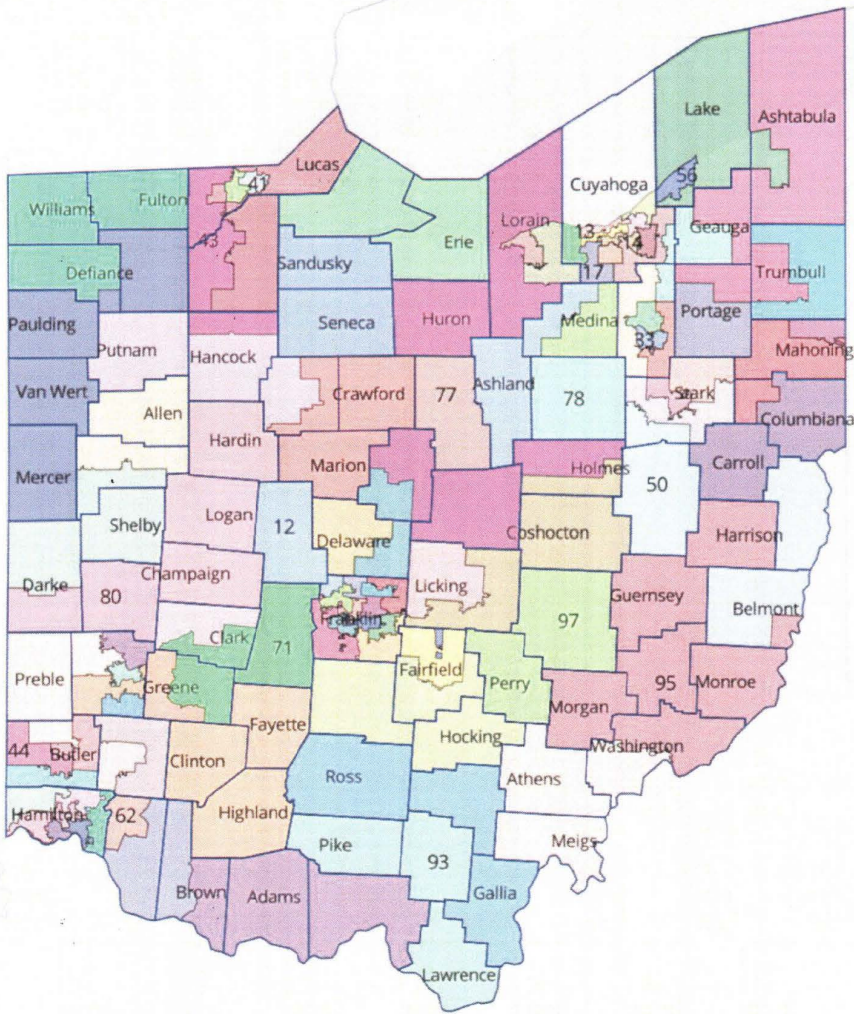 Lake
Ashtabula
Lucas
41
Cuyahoga
56
Williams
Fulton
Lorain
13
14
Geauga
43
Erie
Sandusky
17
Trumbull
Defiance
Paulding
Seneca
Huron
Medina
Portage
Putnam
Hancock
33
Mahoning
Van Wert
Allen
Crawford
77
Ashland
78
Stark
Columbiana
Hardin
Marion
Mercer
Holmes
Carroll
50
Shelby
Logan
12
Delaware
Coshocton
Harrison
Darke
Champaign
80
Licking
Guernsey
Belmont
Clark
71
Franklin
97
Preble
Greene
Fairfield
Perry
Morgan
95
Monroe
44
Butler
Fayette
Clinton
Hocking
Washington
Ross
Athens
Hamilton
62
Highland
Pike
Meigs
93
Brown
Adams
Gallia
Lawrence